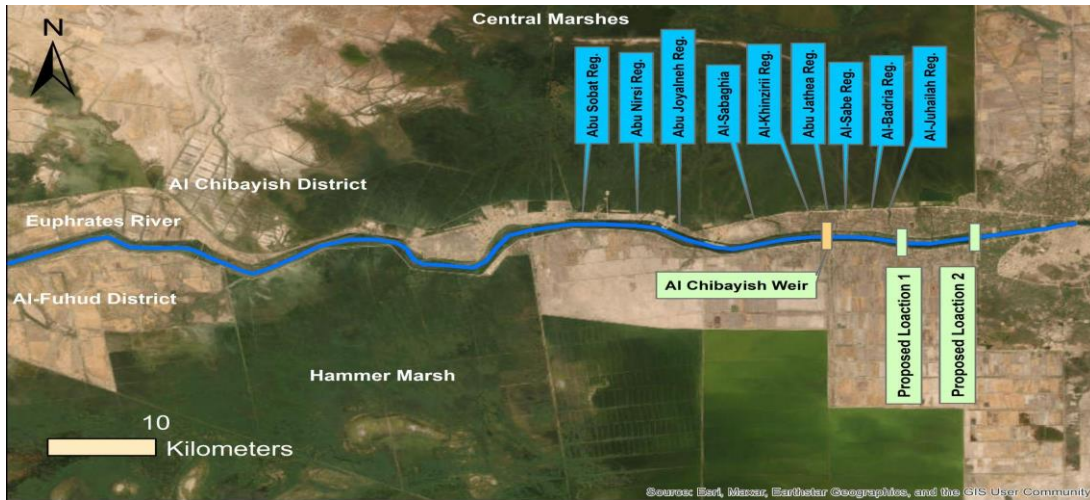 N
Central Marshes
Abu Sobat Reg.
Abu Nirsi Reg.
Abu Joyalneh Reg.
Al-Sabaghia
Al-Khinzirii Reg.
Abu Jathea Reg.
Al-Sabe Reg.
Al-Badria Reg.
Al-Juhailah Reg.
Al Chibayish District
Euphrates River
Al-Fuhud District
Al Chibayish Weir
Proposed Loaction 1
Proposed Loaction 2
Hammer Marsh
10
Kilometers
Source: Esri, Maxar, Earthstar Geographics, and the GIS User Community